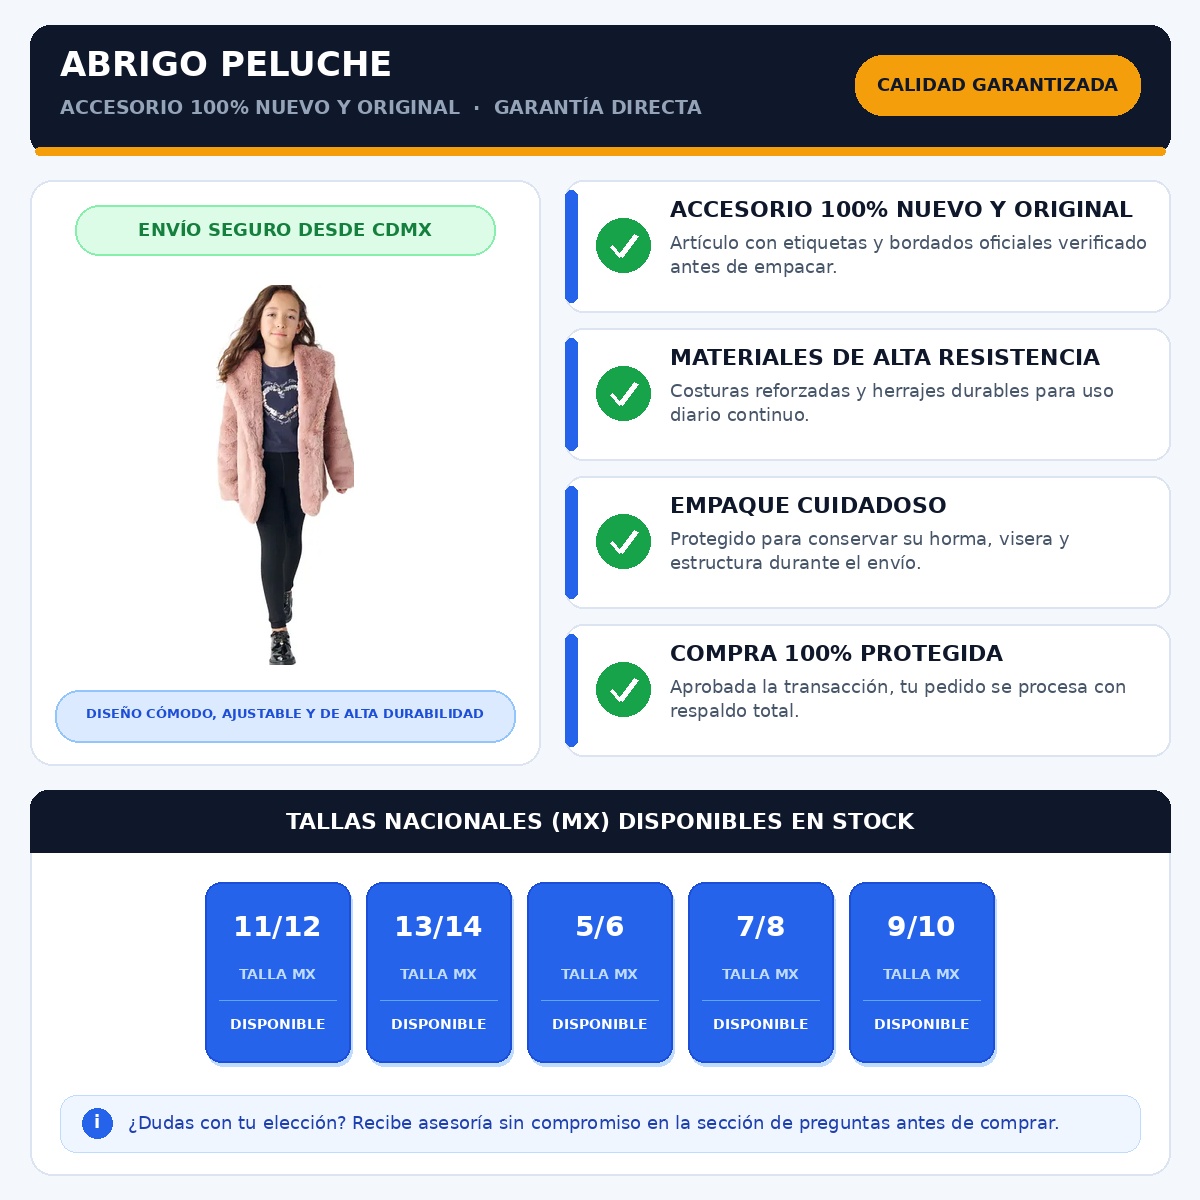 ABRIGO PELUCHE
ACCESORIO 100% NUEVO Y ORIGINAL · GARANTÍA DIRECTA
CALIDAD GARANTIZADA
ENVÍO SEGURO DESDE CDMX
DISEÑO CÓMODO, AJUSTABLE Y DE ALTA DURABILIDAD
ACCESORIO 100% NUEVO Y ORIGINAL
Artículo con etiquetas y bordados oficiales verificado
antes de empacar.
MATERIALES DE ALTA RESISTENCIA
Costuras reforzadas y herrajes durables para uso
diario continuo.
EMPAQUE CUIDADOSO
Protegido para conservar su horma, visera y
estructura durante el envío.
COMPRA 100% PROTEGIDA
Aprobada la transacción, tu pedido se procesa con
respaldo total.
TALLAS NACIONALES (MX) DISPONIBLES EN STOCK
11/12
TALLA MX
DISPONIBLE
13/14
TALLA MX
DISPONIBLE
5/6
TALLA MX
DISPONIBLE
7/8
TALLA MX
DISPONIBLE
9/10
TALLA MX
DISPONIBLE
i ¿Dudas con tu elección? Recibe asesoría sin compromiso en la sección de preguntas antes de comprar.